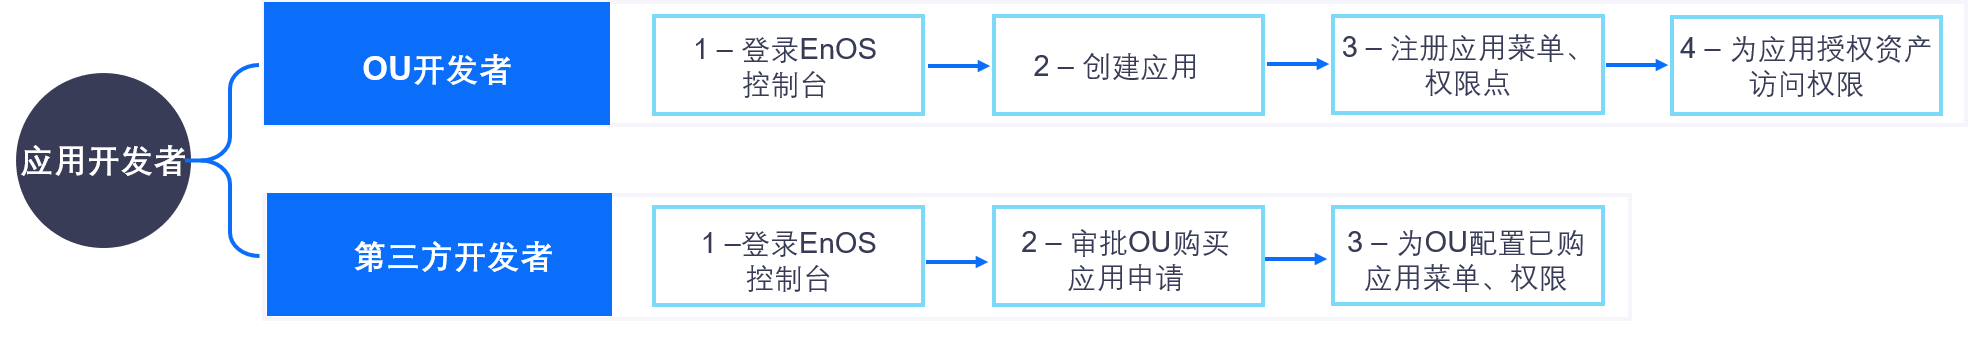 应用开发者
OU开发者
1 – 登录EnOS
控制台
2 – 创建应用
3 – 注册应用菜单、
权限点
4 – 为应用授权资产
访问权限
第三方开发者
1 –登录EnOS
控制台
2 – 审批OU购买
应用申请
3 – 为OU配置已购
应用菜单、权限